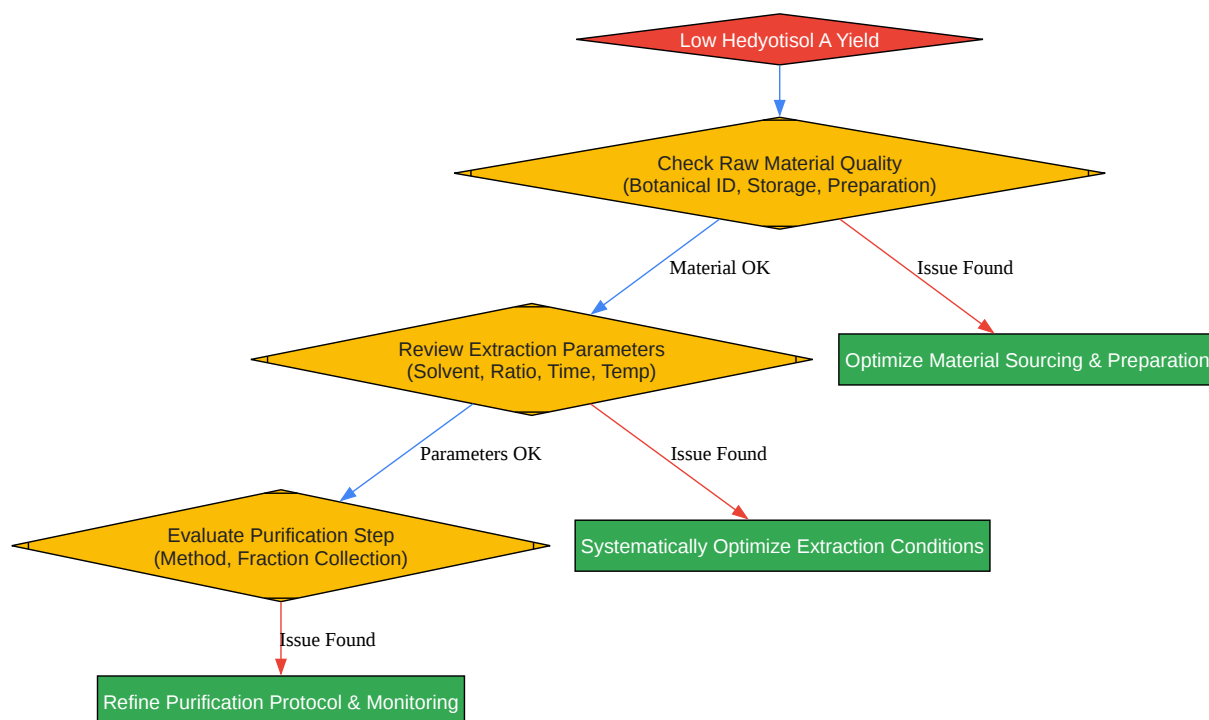 Low Hedyotisol A Yield
Check Raw Material Quality
(Botanical ID, Storage, Preparation)
Material OK
Issue Found
Review Extraction Parameters
(Solvent, Ratio, Time, Temp)
Optimize Material Sourcing & Preparation
Parameters OK
Issue Found
Evaluate Purification Step
(Method, Fraction Collection)
Systematically Optimize Extraction Conditions
Issue Found
Refine Purification Protocol & Monitoring